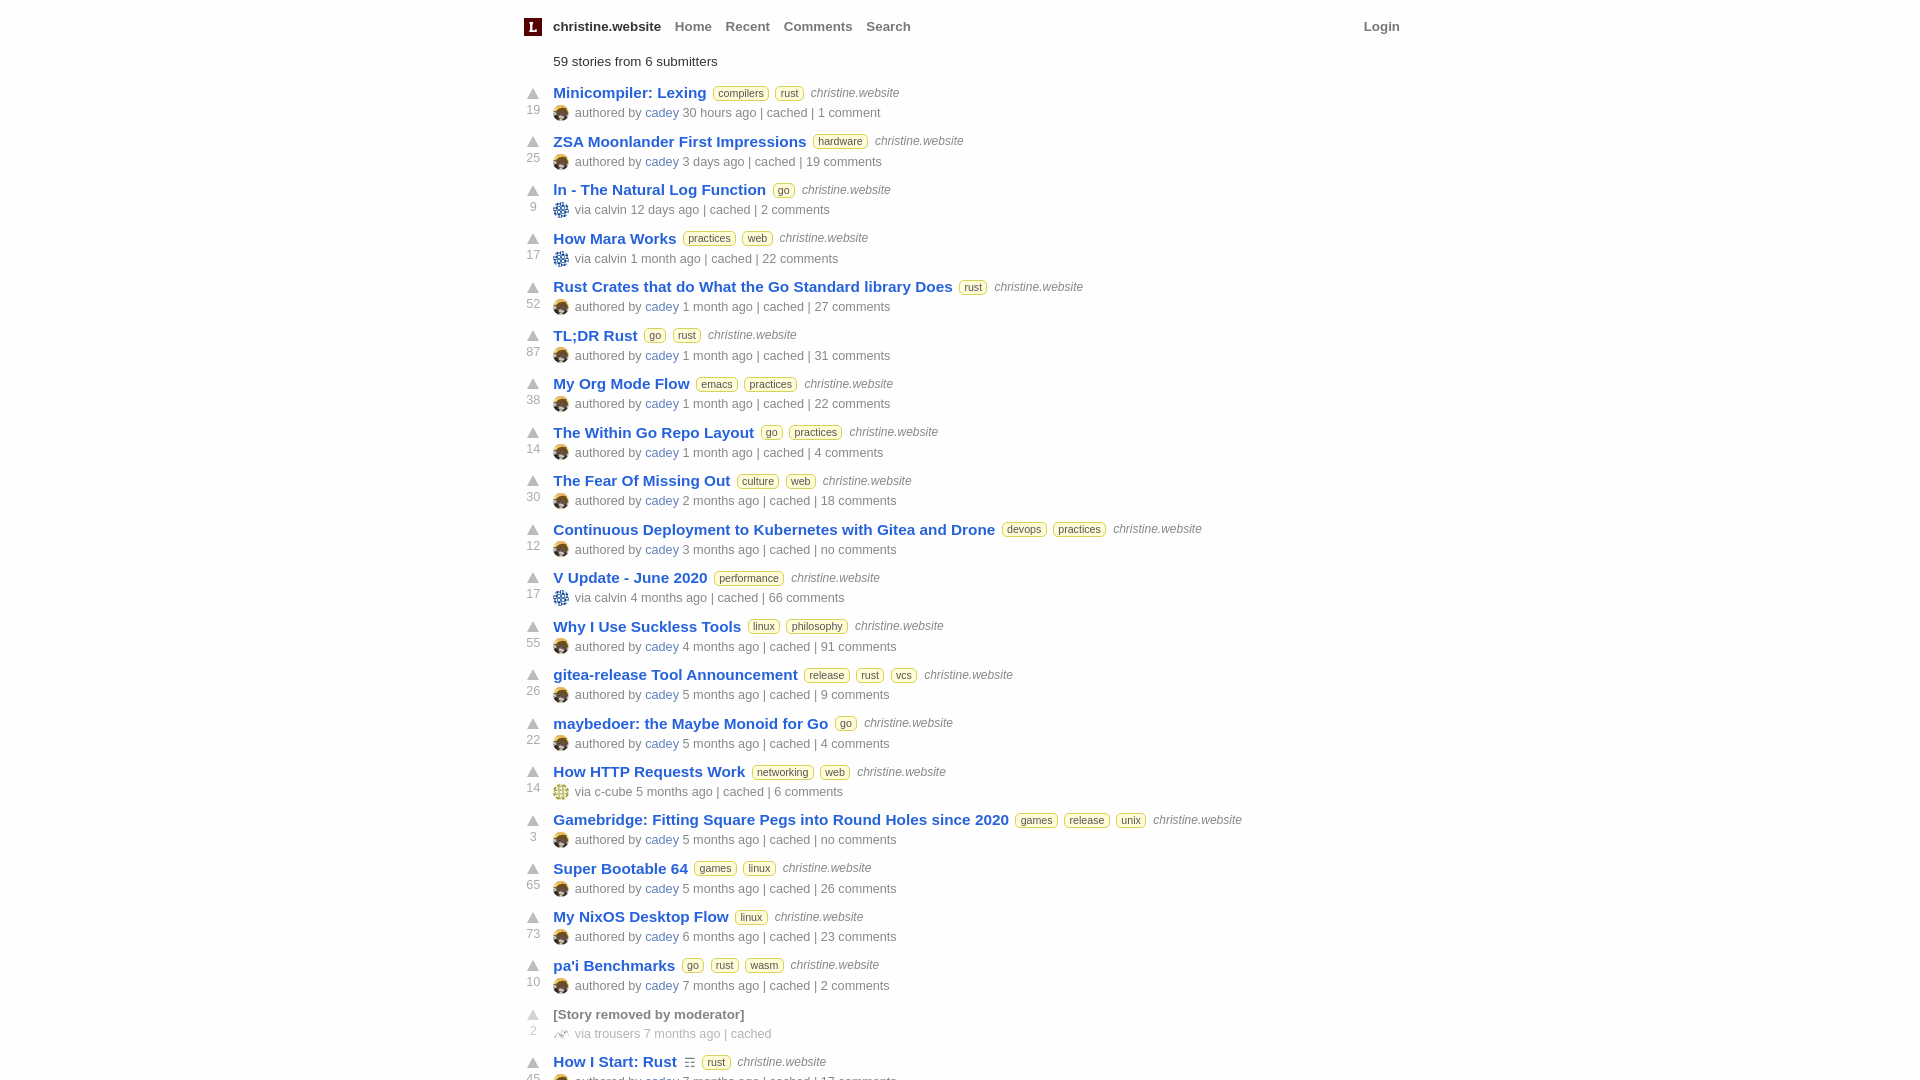 L christine.website Home Recent Comments Search Login
59 stories from 6 submitters
Minicompiler: Lexing compilers rust christine.website
19 authored by cadey 30 hours ago | cached | 1 comment
ZSA Moonlander First Impressions hardware christine.website
25 authored by cadey 3 days ago | cached | 19 comments
ln - The Natural Log Function go christine.website
9 via calvin 12 days ago | cached | 2 comments
How Mara Works practices web christine.website
17 via calvin 1 month ago | cached | 22 comments
Rust Crates that do What the Go Standard library Does rust christine.website
52 authored by cadey 1 month ago | cached | 27 comments
TL;DR Rust go rust christine.website
87 authored by cadey 1 month ago | cached | 31 comments
My Org Mode Flow emacs practices christine.website
38 authored by cadey 1 month ago | cached | 22 comments
The Within Go Repo Layout go practices christine.website
14 authored by cadey 1 month ago | cached | 4 comments
The Fear Of Missing Out culture web christine.website
30 authored by cadey 2 months ago | cached | 18 comments
Continuous Deployment to Kubernetes with Gitea and Drone devops practices christine.website
12 authored by cadey 3 months ago | cached | no comments
V Update - June 2020 performance christine.website
17 via calvin 4 months ago | cached | 66 comments
Why I Use Suckless Tools linux philosophy christine.website
55 authored by cadey 4 months ago | cached | 91 comments
gitea-release Tool Announcement release rust vcs christine.website
26 authored by cadey 5 months ago | cached | 9 comments
maybedoer: the Maybe Monoid for Go go christine.website
22 authored by cadey 5 months ago | cached | 4 comments
How HTTP Requests Work networking web christine.website
14 via c-cube 5 months ago | cached | 6 comments
Gamebridge: Fitting Square Pegs into Round Holes since 2020 games release unix christine.website
3 authored by cadey 5 months ago | cached | no comments
Super Bootable 64 games linux christine.website
65 authored by cadey 5 months ago | cached | 26 comments
My NixOS Desktop Flow linux christine.website
73 authored by cadey 6 months ago | cached | 23 comments
pa'i Benchmarks go rust wasm christine.website
10 authored by cadey 7 months ago | cached | 2 comments
[Story removed by moderator]
2 via trousers 7 months ago | cached
How I Start: Rust ☶ rust christine.website
45 authored by cadey 7 months ago | cached | 17 comments